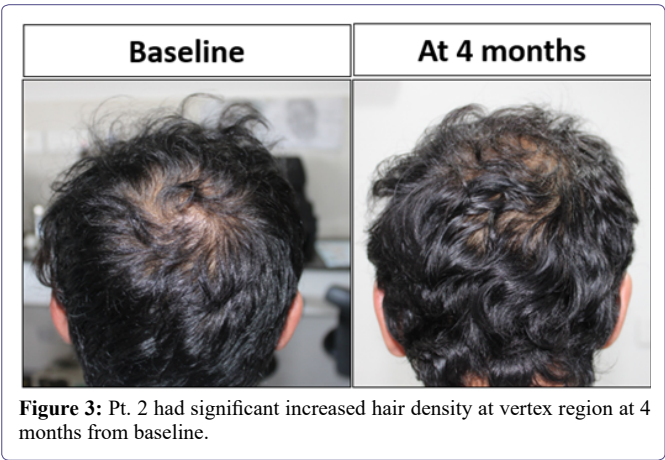 Baseline
At 4 months
Figure 3: Pt. 2 had significant increased hair density at vertex region at 4
months from baseline.